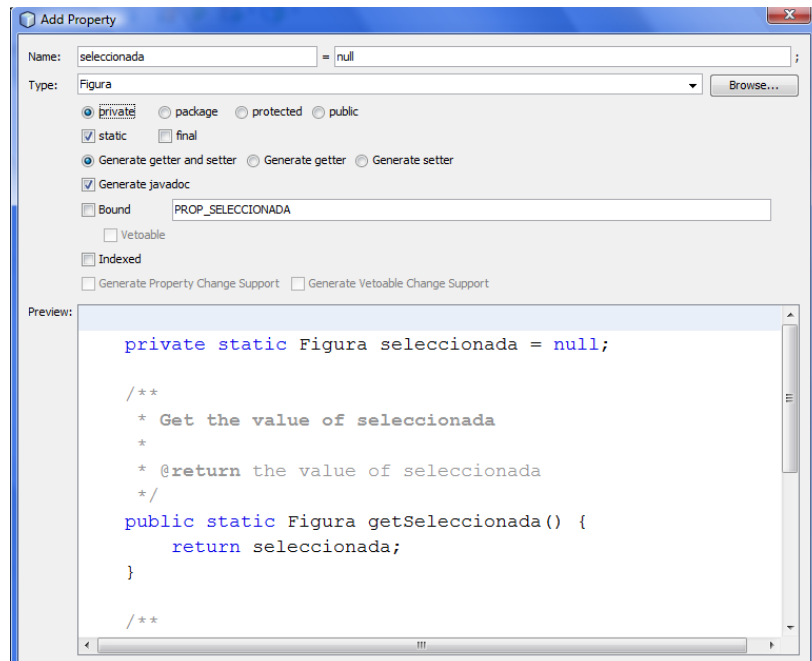 Add Property
Name: seleccionada = null ;
Type: Figura Browse...
private package protected public
static final
Generate getter and setter Generate getter Generate setter
Generate javadoc
Bound PROP_SELECCIONADA
Vetoable
Indexed
Generate Property Change Support Generate Vetoable Change Support
Preview:
private static Figura seleccionada = null;
/**
* Get the value of seleccionada
*
* @return the value of seleccionada
*/
public static Figura getSeleccionada() {
return seleccionada;
}
/**